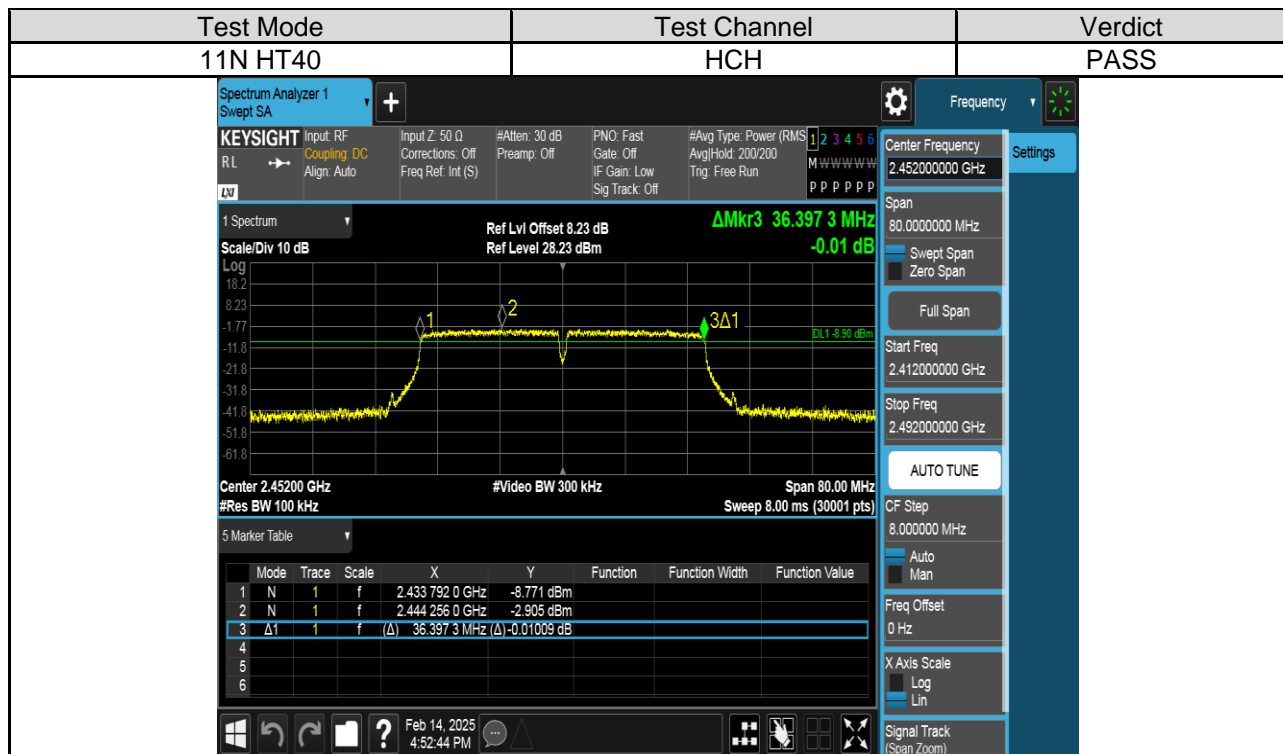 Test Mode Test Channel Verdict
11N HT40 HCH PASS
Spectrum Analyzer 1
Swept SA
+
Frequency
KEYSIGHT Input: RF Input Z: 50 Ω #Atten: 30 dB PNO: Fast #Avg Type: Power (RMS 1 2 3 4 5 6
RL Coupling: DC Corrections: Off Preamp: Off Gate: Off Avg|Hold: 200/200 M W W W W W
Align: Auto Freq Ref: Int (S) IF Gain: Low Trig: Free Run
LXI Sig Track: Off P P P P P P
1 Spectrum
Ref Lvl Offset 8.23 dB ΔMkr3 36.397 3 MHz
Scale/Div 10 dB Ref Level 28.23 dBm -0.01 dB
Log
18.2
8.23
-1.77
-11.8
-21.8
-31.8
-41.8
-51.8
-61.8
1
2
3Δ1
DL1 -8.90 dBm
Center 2.45200 GHz #Video BW 300 kHz Span 80.00 MHz
#Res BW 100 kHz Sweep 8.00 ms (30001 pts)
5 Marker Table
Mode Trace Scale X Y Function Function Width Function Value
1 N 1 f 2.433 792 0 GHz -8.771 dBm
2 N 1 f 2.444 256 0 GHz -2.905 dBm
3 Δ1 1 f (Δ) 36.397 3 MHz (Δ) -0.01009 dB
4
5
6
Feb 14, 2025
4:52:44 PM
?
Settings
Center Frequency
2.452000000 GHz
Span
80.0000000 MHz
Swept Span
Zero Span
Full Span
Start Freq
2.412000000 GHz
Stop Freq
2.492000000 GHz
AUTO TUNE
CF Step
8.000000 MHz
Auto
Man
Freq Offset
0 Hz
X Axis Scale
Log
Lin
Signal Track
(Span Zoom)